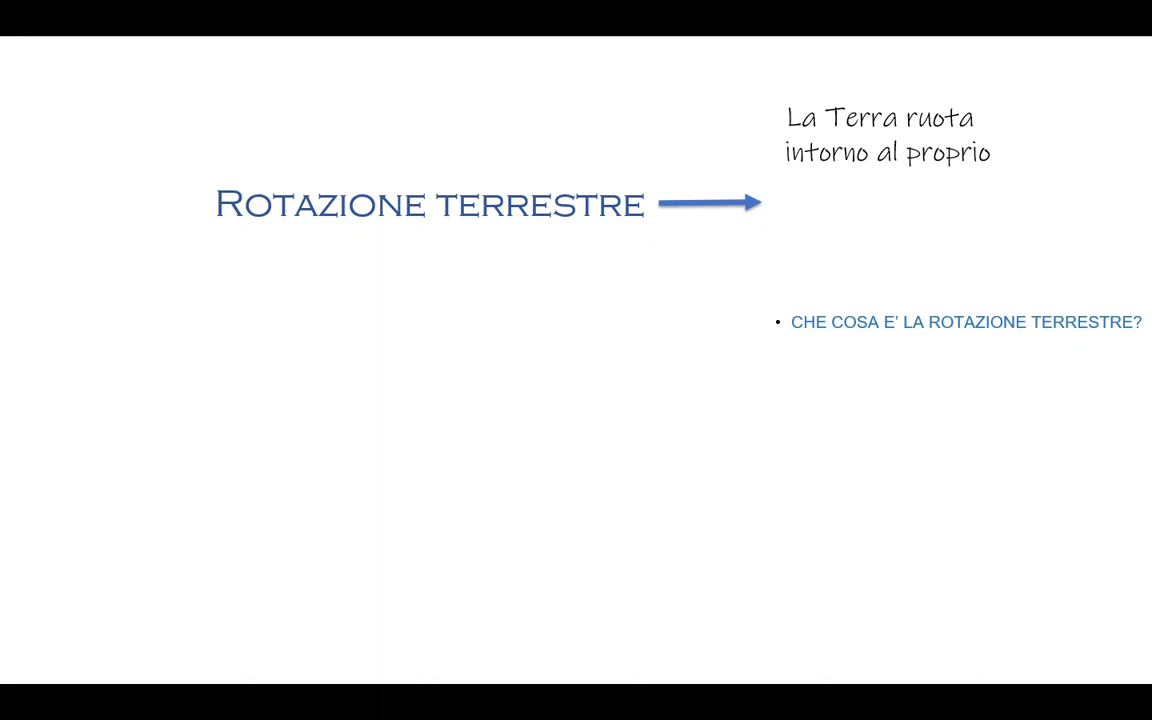 La Terra ruota
intorno al proprio
ROTAZIONE TERRESTRE
• CHE COSA E' LA ROTAZIONE TERRESTRE?